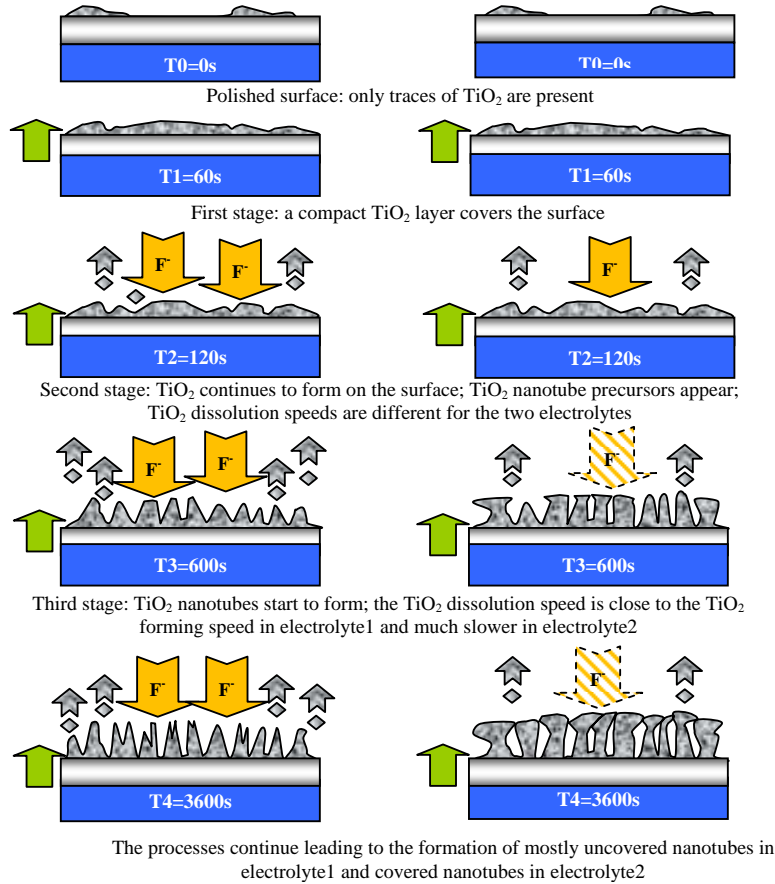 T0=0s
T0=0s
Polished surface: only traces of TiO₂ are present
T1=60s
T1=60s
First stage: a compact TiO₂ layer covers the surface
F⁻
F⁻
F⁻
T2=120s
T2=120s
Second stage: TiO₂ continues to form on the surface; TiO₂ nanotube precursors appear;
TiO₂ dissolution speeds are different for the two electrolytes
F⁻
F⁻
F⁻
T3=600s
T3=600s
Third stage: TiO₂ nanotubes start to form; the TiO₂ dissolution speed is close to the TiO₂
forming speed in electrolyte1 and much slower in electrolyte2
F⁻
F⁻
F⁻
T4=3600s
T4=3600s
The processes continue leading to the formation of mostly uncovered nanotubes in
electrolyte1 and covered nanotubes in electrolyte2